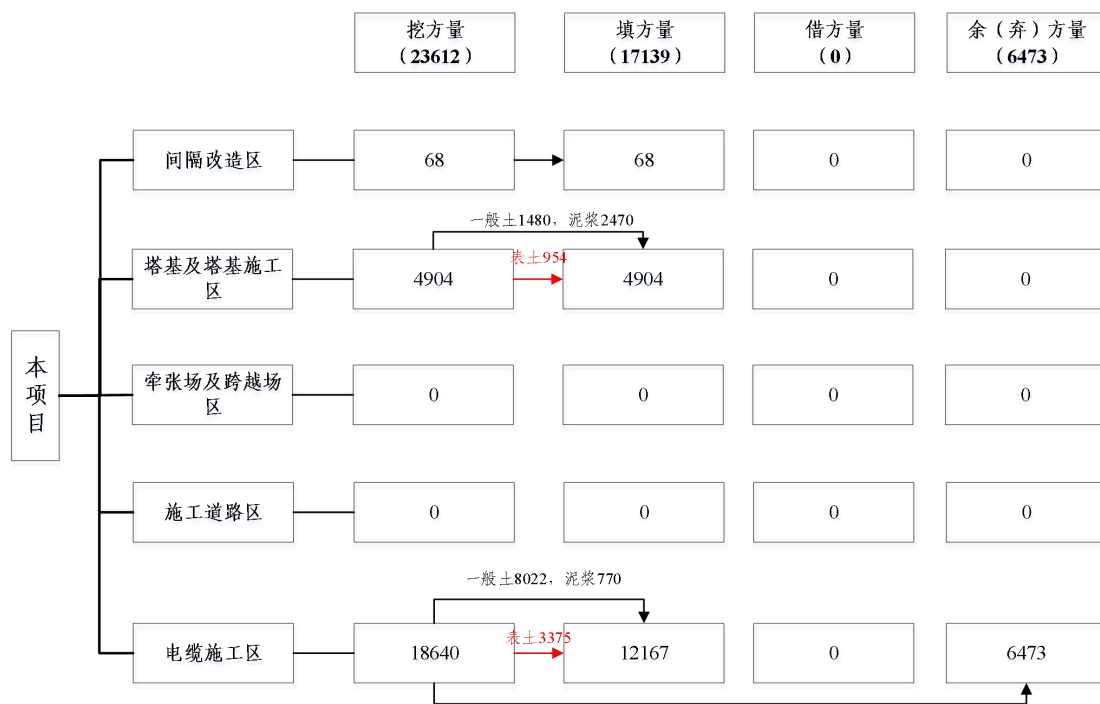 挖方量
（23612）
填方量
（17139）
借方量
（0）
余（弃）方量
（6473）
间隔改造区
68
68
0
0
一般土1480，泥浆2470
塔基及塔基施工
区
4904
表土954
4904
0
0
本
项
目
牵张场及跨越场
区
0
0
0
0
施工道路区
0
0
0
0
一般土8022，泥浆770
电缆施工区
18640
表土3375
12167
0
6473